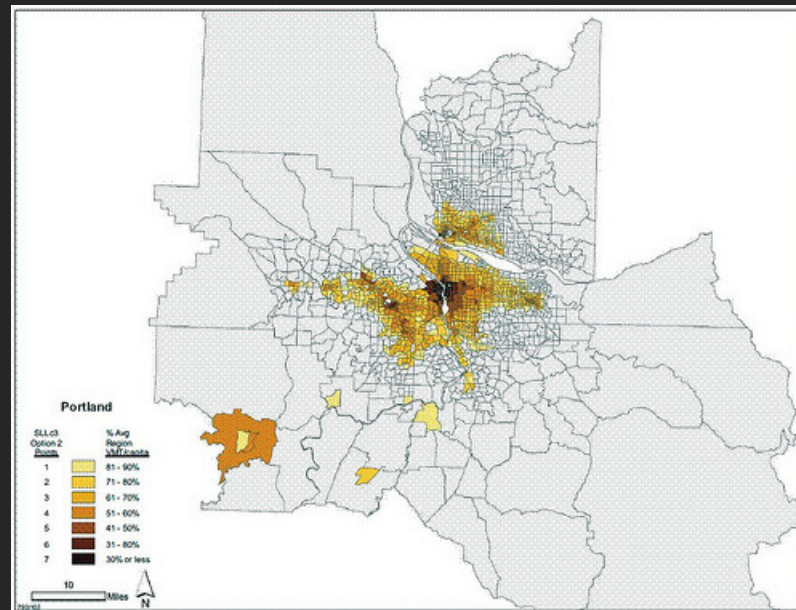 Portland
SLLc3
Option 2
Points
% Avg
Region
VMT/capita
1 81 - 90%
2 71 - 80%
3 61 - 70%
4 51 - 60%
5 41 - 50%
6 31 - 80%
7 30% or less
10
Miles
N